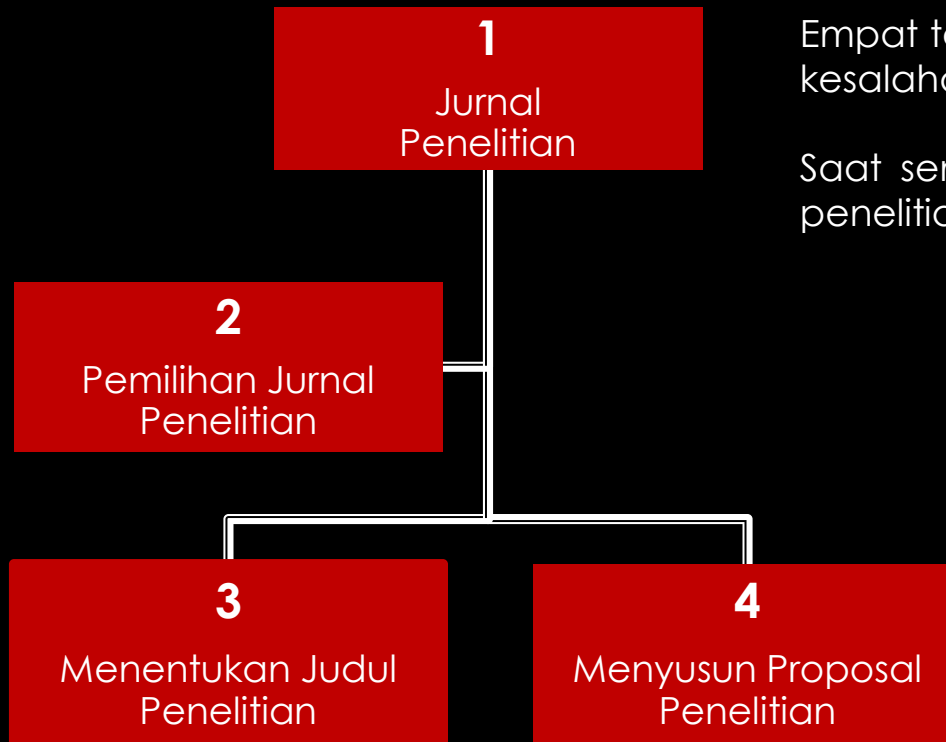 1
Jurnal
Penelitian
Empat
Saat
2
Pemilihan Jurnal
Penelitian
3
Menentukan Judul
Penelitian
4
Menyusun Proposal
Penelitian